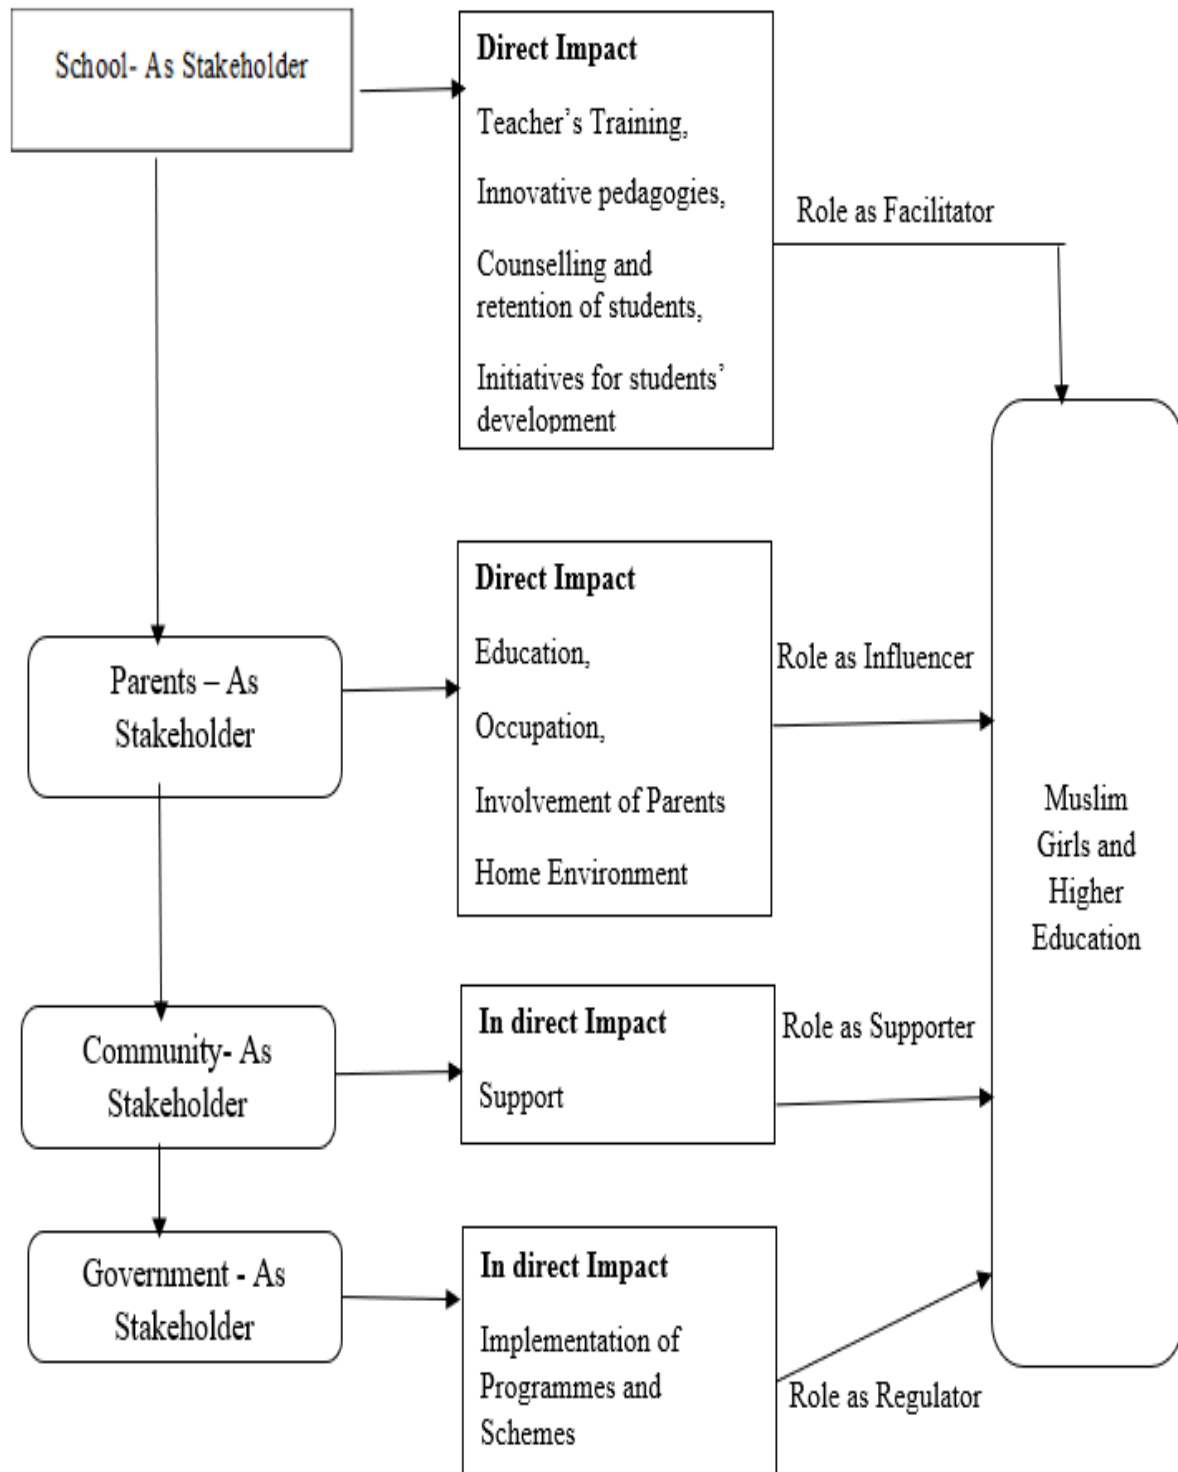 School- As Stakeholder
Direct Impact
Teacher’s Training,
Innovative pedagogies,
Counselling and
retention of students,
Initiatives for students’
development
Role as Facilitator
Parents – As
Stakeholder
Direct Impact
Education,
Occupation,
Involvement of Parents
Home Environment
Role as Influencer
Muslim
Girls and
Higher
Education
Community- As
Stakeholder
In direct Impact
Support
Role as Supporter
Government - As
Stakeholder
In direct Impact
Implementation of
Programmes and
Schemes
Role as Regulator